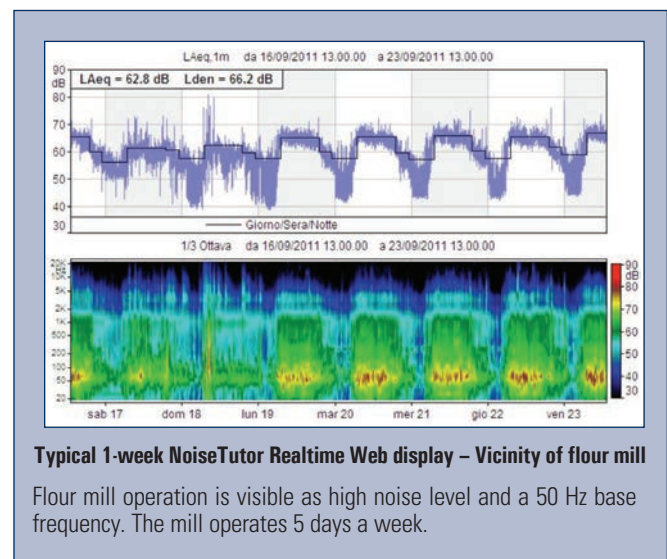 LAeq,1m da 16/09/2011 13.00.00 a 23/09/2011 13.00.00
90
dB
LAeq = 62.8 dB Lden = 66.2 dB
80
70
60
50
40
30
Giorno/Sera/Notte
1/3 Ottava da 16/09/2011 13.00.00 a 23/09/2011 13.00.00
20K
5K
2K
1K
500
200
100
50
20
90
dB
80
70
60
50
40
30
sab 17 dom 18 lun 19 mar 20 mer 21 gio 22 ven 23
Typical 1-week NoiseTutor Realtime Web display – Vicinity of flour mill
Flour mill operation is visible as high noise level and a 50 Hz base
frequency. The mill operates 5 days a week.